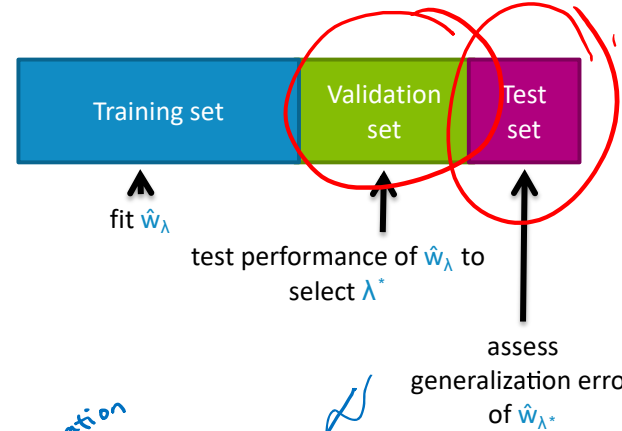 Training set
Validation
set
Test
set
fit ŵλ
test performance of ŵλ to
select λ*
assess
generalization erro
of ŵλ*
ation